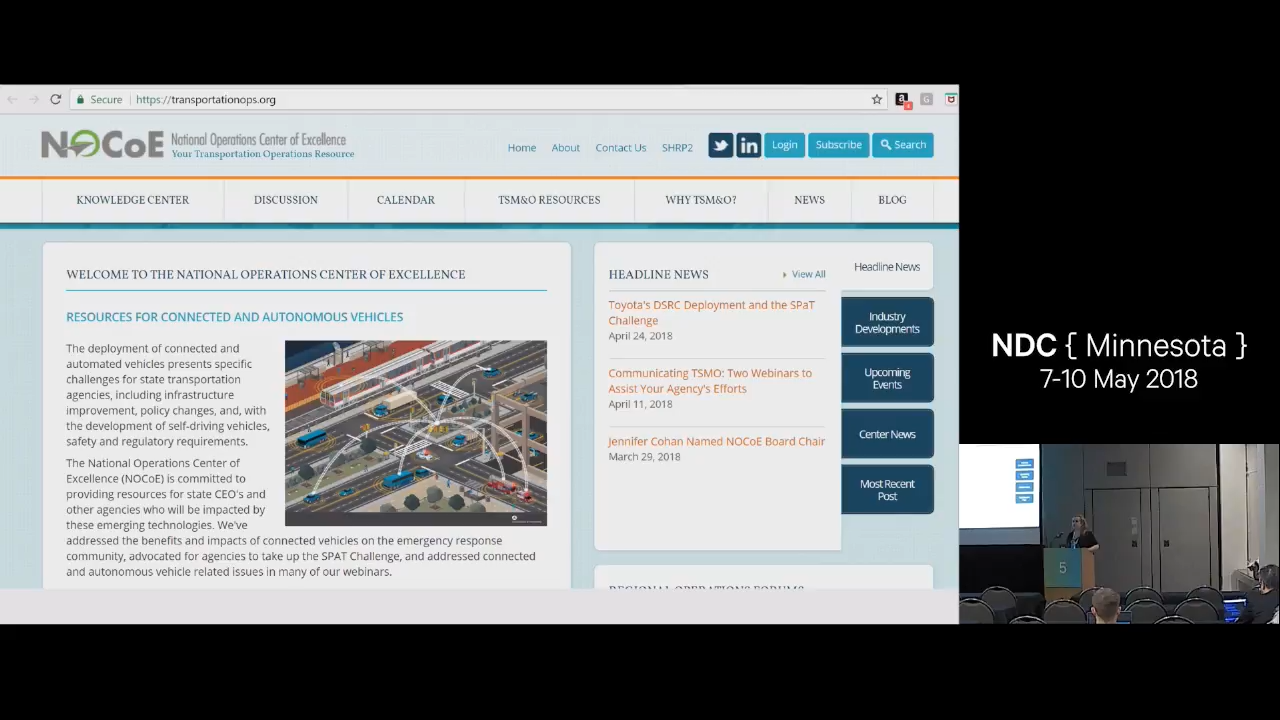 Secure
https://transportationops.org
NOCoE
National Operations Center of Excellence
Your Transportation Operations Resource
Home
About
Contact Us
SHRP2
Login
Subscribe
Search
KNOWLEDGE CENTER
DISCUSSION
CALENDAR
TSM&O RESOURCES
WHY TSM&O?
NEWS
BLOG
WELCOME TO THE NATIONAL OPERATIONS CENTER OF EXCELLENCE
RESOURCES FOR CONNECTED AND AUTONOMOUS VEHICLES
The deployment of connected and
automated vehicles presents specific
challenges for state transportation
agencies, including infrastructure
improvement, policy changes, and, with
the development of self-driving vehicles,
safety and regulatory requirements.
The National Operations Center of
Excellence (NOCoE) is committed to
providing resources for state CEO's and
other agencies who will be impacted by
these emerging technologies. We've
addressed the benefits and impacts of connected vehicles on the emergency response
community, advocated for agencies to take up the SPAT Challenge, and addressed connected
and autonomous vehicle related issues in many of our webinars.
HEADLINE NEWS
View All
Toyota's DSRC Deployment and the SPaT
Challenge
April 24, 2018
Communicating TSMO: Two Webinars to
Assist Your Agency's Efforts
April 11, 2018
Jennifer Cohan Named NOCoE Board Chair
March 29, 2018
Headline News
Industry
Developments
Upcoming
Events
Center News
Most Recent
Post
REGIONAL OPERATIONS FORUMS
NDC { Minnesota }
7-10 May 2018
5